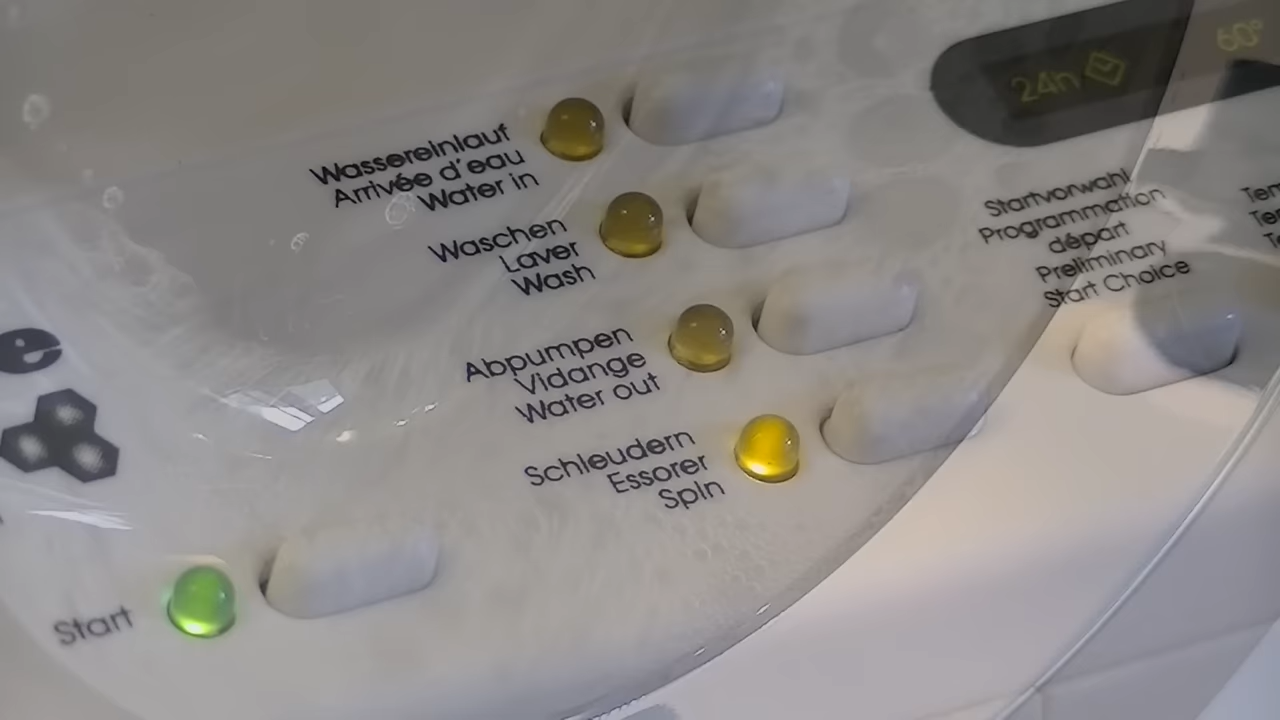 Wassereinlauf
Arrivée d'eau
Water in
Waschen
Laver
Wash
Abpumpen
Vidange
Water out
Schleudern
Essorer
Spin
Start
24h
60°
Startvorwahl
Programmation
départ
Preliminary
Start Choice
e